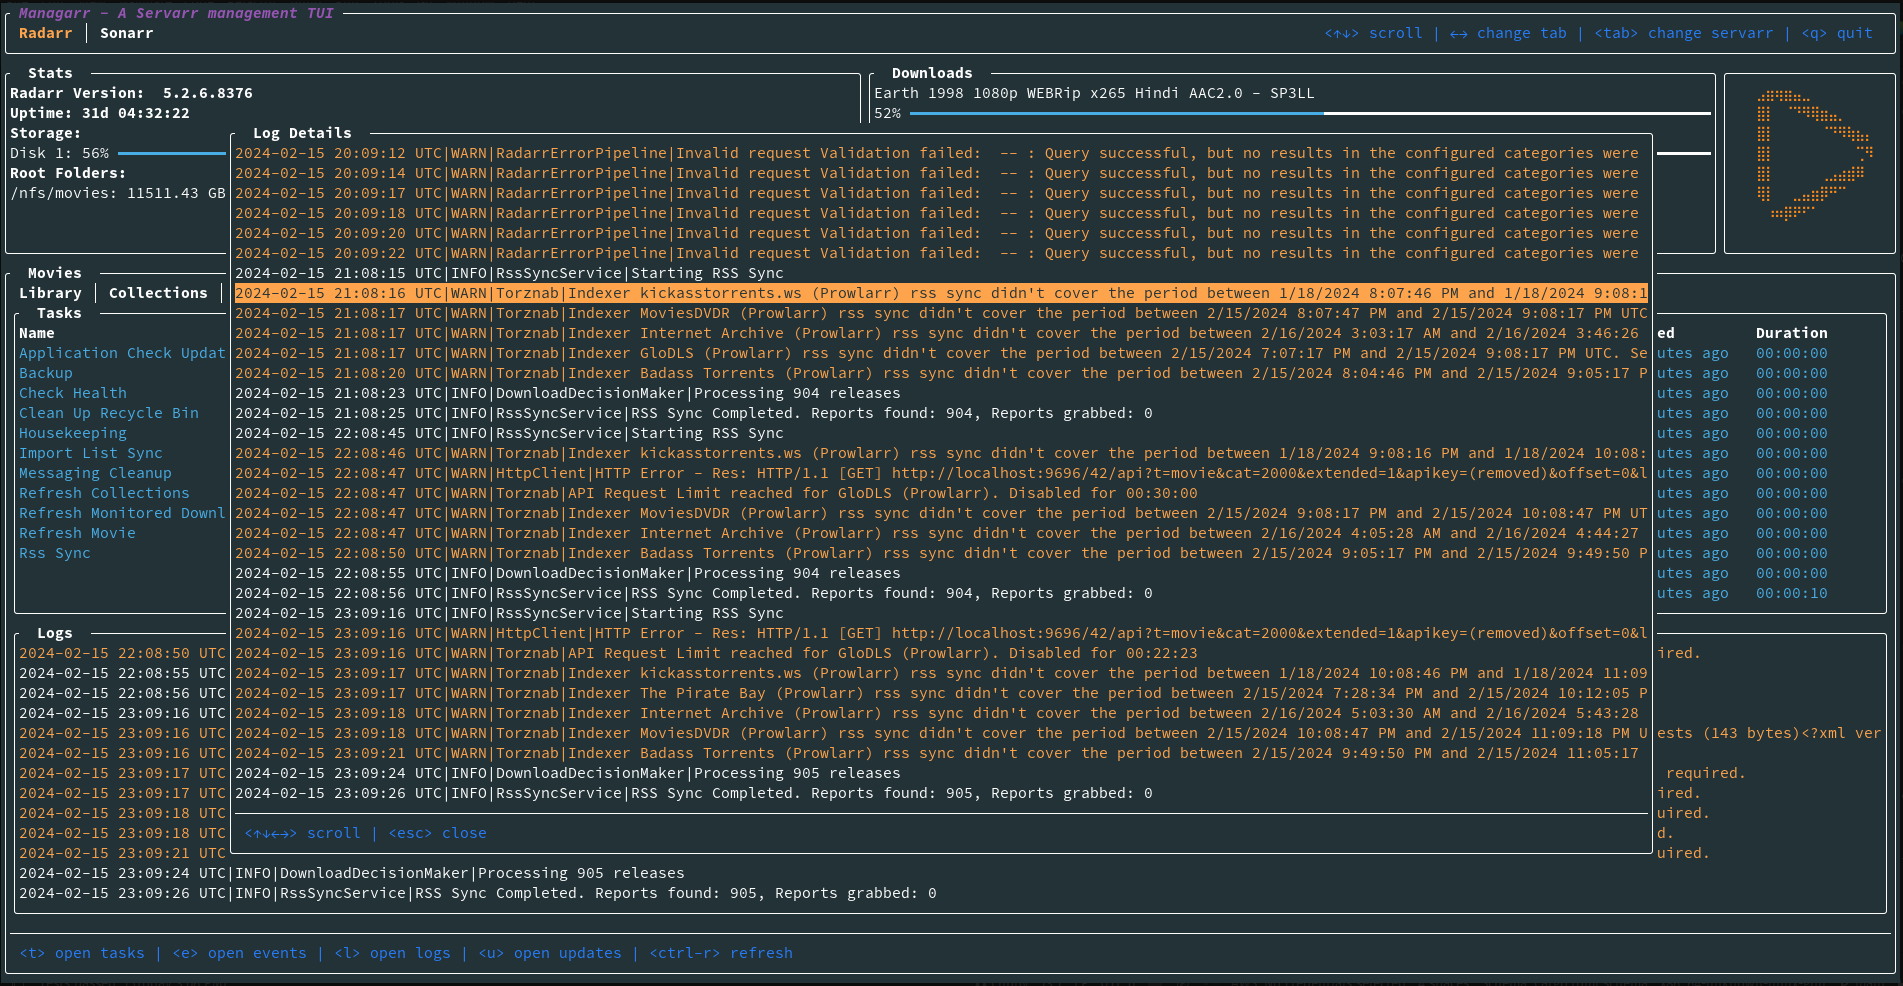 Managarr - A Servarr management TUI
Radarr │ Sonarr
<↑↓> scroll | ←→ change tab | <tab> change servarr | <q> quit
Stats
Radarr Version:  5.2.6.8376
Uptime: 31d 04:32:22
Storage:
Disk 1: 56%
Root Folders:
/nfs/movies: 11511.43 GB
Downloads
Earth 1998 1080p WEBRip x265 Hindi AAC2.0 - SP3LL
52%
Movies
Library │ Collections │
Tasks
Name
Application Check Updat
Backup
Check Health
Clean Up Recycle Bin
Housekeeping
Import List Sync
Messaging Cleanup
Refresh Collections
Refresh Monitored Downl
Refresh Movie
Rss Sync
Log Details
2024-02-15 20:09:12 UTC|WARN|RadarrErrorPipeline|Invalid request Validation failed:  -- : Query successful, but no results in the configured categories were
2024-02-15 20:09:14 UTC|WARN|RadarrErrorPipeline|Invalid request Validation failed:  -- : Query successful, but no results in the configured categories were
2024-02-15 20:09:17 UTC|WARN|RadarrErrorPipeline|Invalid request Validation failed:  -- : Query successful, but no results in the configured categories were
2024-02-15 20:09:18 UTC|WARN|RadarrErrorPipeline|Invalid request Validation failed:  -- : Query successful, but no results in the configured categories were
2024-02-15 20:09:20 UTC|WARN|RadarrErrorPipeline|Invalid request Validation failed:  -- : Query successful, but no results in the configured categories were
2024-02-15 20:09:22 UTC|WARN|RadarrErrorPipeline|Invalid request Validation failed:  -- : Query successful, but no results in the configured categories were
2024-02-15 21:08:15 UTC|INFO|RssSyncService|Starting RSS Sync
2024-02-15 21:08:16 UTC|WARN|Torznab|Indexer kickasstorrents.ws (Prowlarr) rss sync didn't cover the period between 1/18/2024 8:07:46 PM and 1/18/2024 9:08:1
2024-02-15 21:08:17 UTC|WARN|Torznab|Indexer MoviesDVDR (Prowlarr) rss sync didn't cover the period between 2/15/2024 8:07:47 PM and 2/15/2024 9:08:17 PM UTC
2024-02-15 21:08:17 UTC|WARN|Torznab|Indexer Internet Archive (Prowlarr) rss sync didn't cover the period between 2/16/2024 3:03:17 AM and 2/16/2024 3:46:26
2024-02-15 21:08:17 UTC|WARN|Torznab|Indexer GloDLS (Prowlarr) rss sync didn't cover the period between 2/15/2024 7:07:17 PM and 2/15/2024 9:08:17 PM UTC. Se
2024-02-15 21:08:20 UTC|WARN|Torznab|Indexer Badass Torrents (Prowlarr) rss sync didn't cover the period between 2/15/2024 8:04:46 PM and 2/15/2024 9:05:17 P
2024-02-15 21:08:23 UTC|INFO|DownloadDecisionMaker|Processing 904 releases
2024-02-15 21:08:25 UTC|INFO|RssSyncService|RSS Sync Completed. Reports found: 904, Reports grabbed: 0
2024-02-15 22:08:45 UTC|INFO|RssSyncService|Starting RSS Sync
2024-02-15 22:08:46 UTC|WARN|Torznab|Indexer kickasstorrents.ws (Prowlarr) rss sync didn't cover the period between 1/18/2024 9:08:16 PM and 1/18/2024 10:08:
2024-02-15 22:08:47 UTC|WARN|HttpClient|HTTP Error - Res: HTTP/1.1 [GET] http://localhost:9696/42/api?t=movie&cat=2000&extended=1&apikey=(removed)&offset=0&l
2024-02-15 22:08:47 UTC|WARN|Torznab|API Request Limit reached for GloDLS (Prowlarr). Disabled for 00:30:00
2024-02-15 22:08:47 UTC|WARN|Torznab|Indexer MoviesDVDR (Prowlarr) rss sync didn't cover the period between 2/15/2024 9:08:17 PM and 2/15/2024 10:08:47 PM UT
2024-02-15 22:08:47 UTC|WARN|Torznab|Indexer Internet Archive (Prowlarr) rss sync didn't cover the period between 2/16/2024 4:05:28 AM and 2/16/2024 4:44:27
2024-02-15 22:08:50 UTC|WARN|Torznab|Indexer Badass Torrents (Prowlarr) rss sync didn't cover the period between 2/15/2024 9:05:17 PM and 2/15/2024 9:49:50 P
2024-02-15 22:08:55 UTC|INFO|DownloadDecisionMaker|Processing 904 releases
2024-02-15 22:08:56 UTC|INFO|RssSyncService|RSS Sync Completed. Reports found: 904, Reports grabbed: 0
2024-02-15 23:09:16 UTC|INFO|RssSyncService|Starting RSS Sync
2024-02-15 23:09:16 UTC|WARN|HttpClient|HTTP Error - Res: HTTP/1.1 [GET] http://localhost:9696/42/api?t=movie&cat=2000&extended=1&apikey=(removed)&offset=0&l
2024-02-15 23:09:16 UTC|WARN|Torznab|API Request Limit reached for GloDLS (Prowlarr). Disabled for 00:22:23
2024-02-15 23:09:17 UTC|WARN|Torznab|Indexer kickasstorrents.ws (Prowlarr) rss sync didn't cover the period between 1/18/2024 10:08:46 PM and 1/18/2024 11:09
2024-02-15 23:09:17 UTC|WARN|Torznab|Indexer The Pirate Bay (Prowlarr) rss sync didn't cover the period between 2/15/2024 7:28:34 PM and 2/15/2024 10:12:05 P
2024-02-15 23:09:18 UTC|WARN|Torznab|Indexer Internet Archive (Prowlarr) rss sync didn't cover the period between 2/16/2024 5:03:30 AM and 2/16/2024 5:43:28
2024-02-15 23:09:18 UTC|WARN|Torznab|Indexer MoviesDVDR (Prowlarr) rss sync didn't cover the period between 2/15/2024 10:08:47 PM and 2/15/2024 11:09:18 PM U
2024-02-15 23:09:21 UTC|WARN|Torznab|Indexer Badass Torrents (Prowlarr) rss sync didn't cover the period between 2/15/2024 9:49:50 PM and 2/15/2024 11:05:17
2024-02-15 23:09:24 UTC|INFO|DownloadDecisionMaker|Processing 905 releases
2024-02-15 23:09:26 UTC|INFO|RssSyncService|RSS Sync Completed. Reports found: 905, Reports grabbed: 0
<↑↓←→> scroll | <esc> close
ed Duration
utes ago 00:00:00
utes ago 00:00:00
utes ago 00:00:00
utes ago 00:00:00
utes ago 00:00:00
utes ago 00:00:00
utes ago 00:00:00
utes ago 00:00:00
utes ago 00:00:00
utes ago 00:00:00
utes ago 00:00:00
utes ago 00:00:00
utes ago 00:00:10
Logs
2024-02-15 22:08:50 UTC ired.
2024-02-15 22:08:55 UTC
2024-02-15 22:08:56 UTC
2024-02-15 23:09:16 UTC
2024-02-15 23:09:16 UTC ests (143 bytes)<?xml ver
2024-02-15 23:09:16 UTC
2024-02-15 23:09:17 UTC required.
2024-02-15 23:09:17 UTC ired.
2024-02-15 23:09:18 UTC uired.
2024-02-15 23:09:18 UTC d.
2024-02-15 23:09:21 UTC uired.
2024-02-15 23:09:24 UTC|INFO|DownloadDecisionMaker|Processing 905 releases
2024-02-15 23:09:26 UTC|INFO|RssSyncService|RSS Sync Completed. Reports found: 905, Reports grabbed: 0
<t> open tasks | <e> open events | <l> open logs | <u> open updates | <ctrl-r> refresh